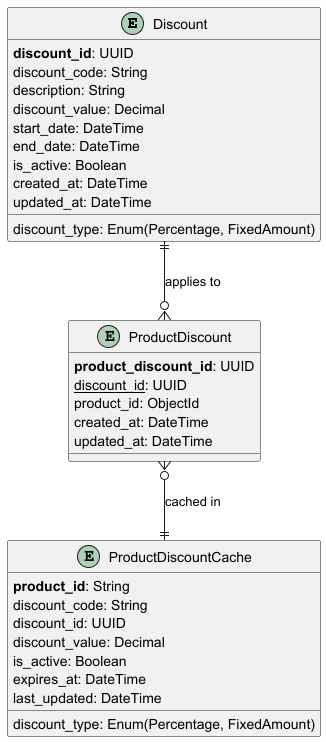 E Discount
discount_id: UUID
discount_code: String
description: String
discount_value: Decimal
start_date: DateTime
end_date: DateTime
is_active: Boolean
created_at: DateTime
updated_at: DateTime
discount_type: Enum(Percentage, FixedAmount)
applies to
E ProductDiscount
product_discount_id: UUID
discount_id: UUID
product_id: ObjectId
created_at: DateTime
updated_at: DateTime
cached in
E ProductDiscountCache
product_id: String
discount_code: String
discount_id: UUID
discount_value: Decimal
is_active: Boolean
expires_at: DateTime
last_updated: DateTime
discount_type: Enum(Percentage, FixedAmount)